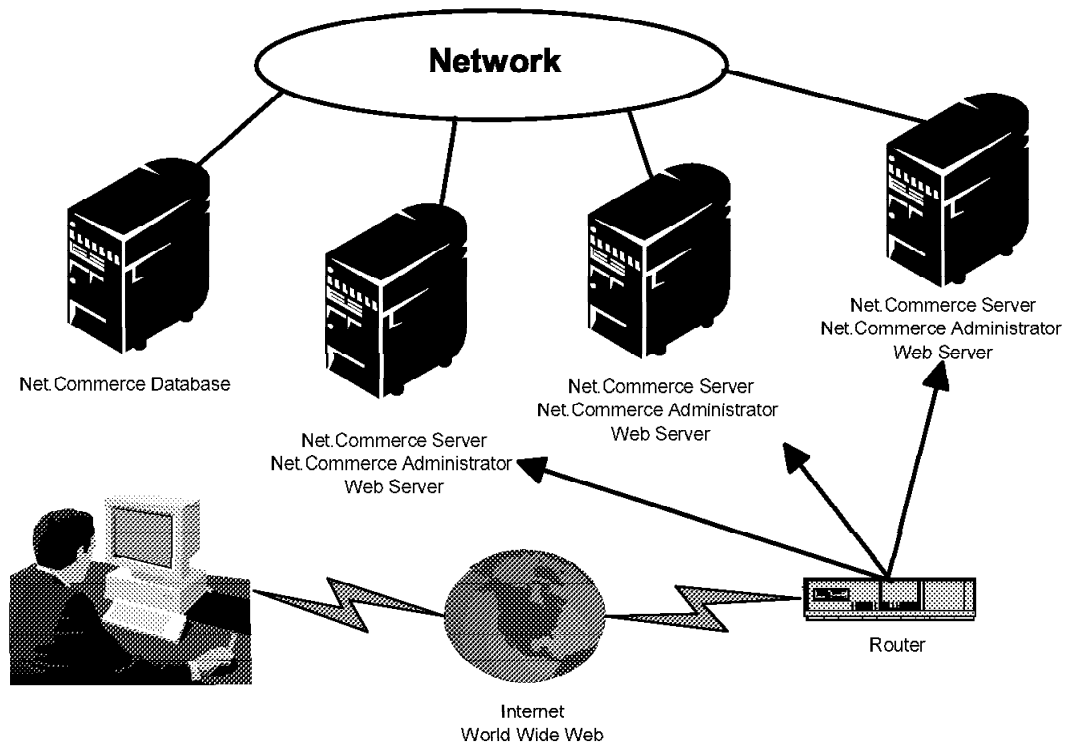 Network
Net.Commerce Database
Net.Commerce Server
Net.Commerce Administrator
Web Server
Net.Commerce Server
Net.Commerce Administrator
Web Server
Net.Commerce Server
Net.Commerce Administrator
Web Server
Router
Internet
World Wide Web